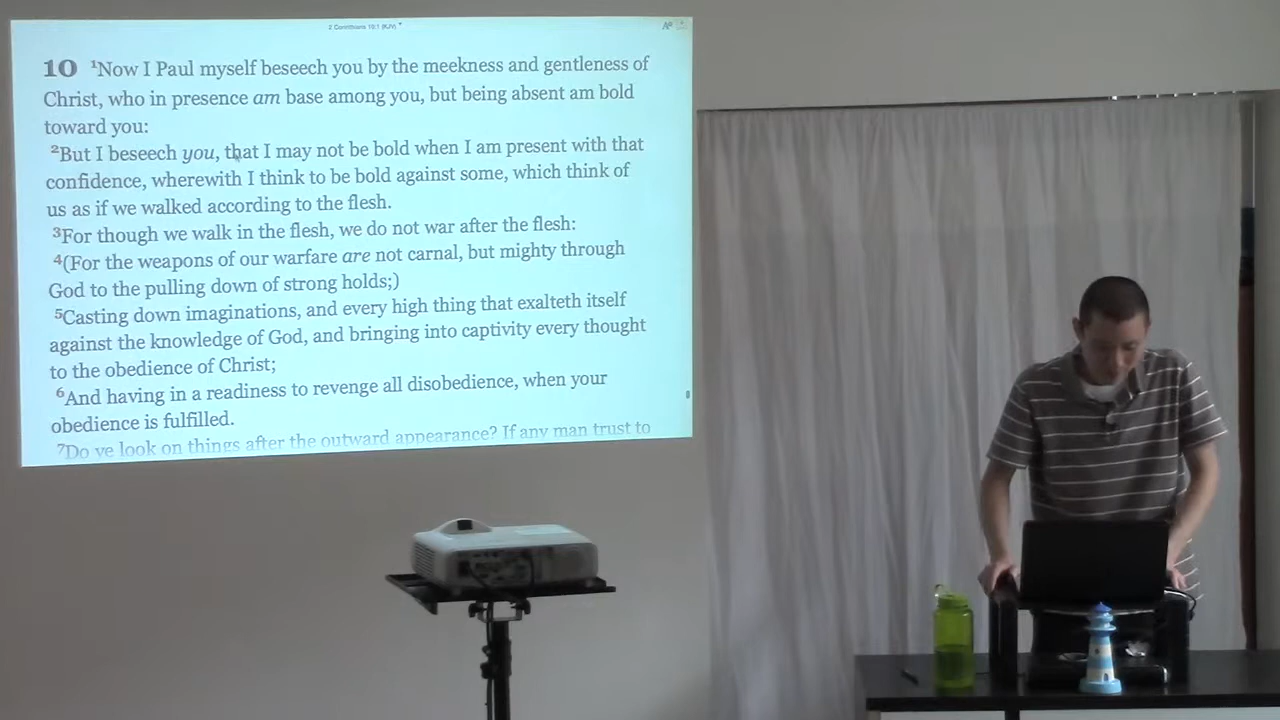 2 Corinthians 10:1 (KJV)
10 1Now I Paul myself beseech you by the meekness and gentleness of
Christ, who in presence am base among you, but being absent am bold
toward you:
2But I beseech you, that I may not be bold when I am present with that
confidence, wherewith I think to be bold against some, which think of
us as if we walked according to the flesh.
3For though we walk in the flesh, we do not war after the flesh:
4(For the weapons of our warfare are not carnal, but mighty through
God to the pulling down of strong holds;)
5Casting down imaginations, and every high thing that exalteth itself
against the knowledge of God, and bringing into captivity every thought
to the obedience of Christ;
6And having in a readiness to revenge all disobedience, when your
obedience is fulfilled.
7Do ye look on things after the outward appearance? If any man trust to